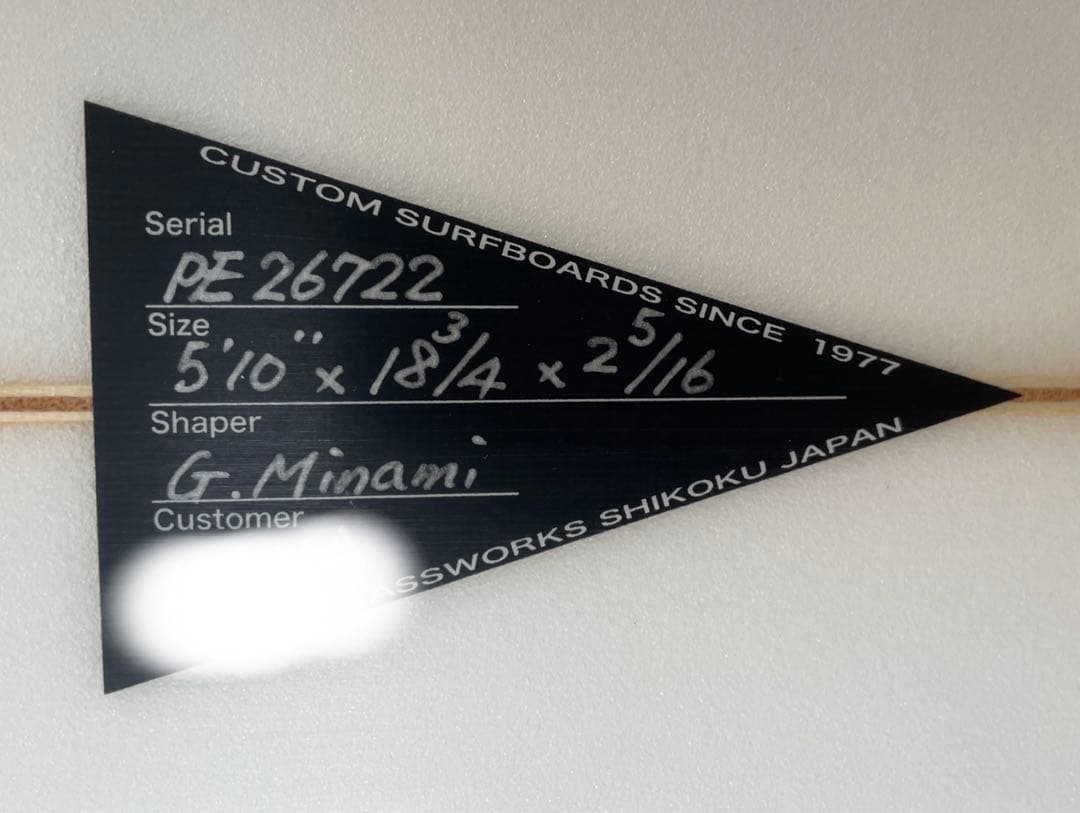 CUSTOM SURFBOARDS SINCE 1977
Serial
PE 26722
Size
5'10" x 18 3/4 x 2 5/16
Shaper
G. Minami
Customer
SHIKOKU JAPAN